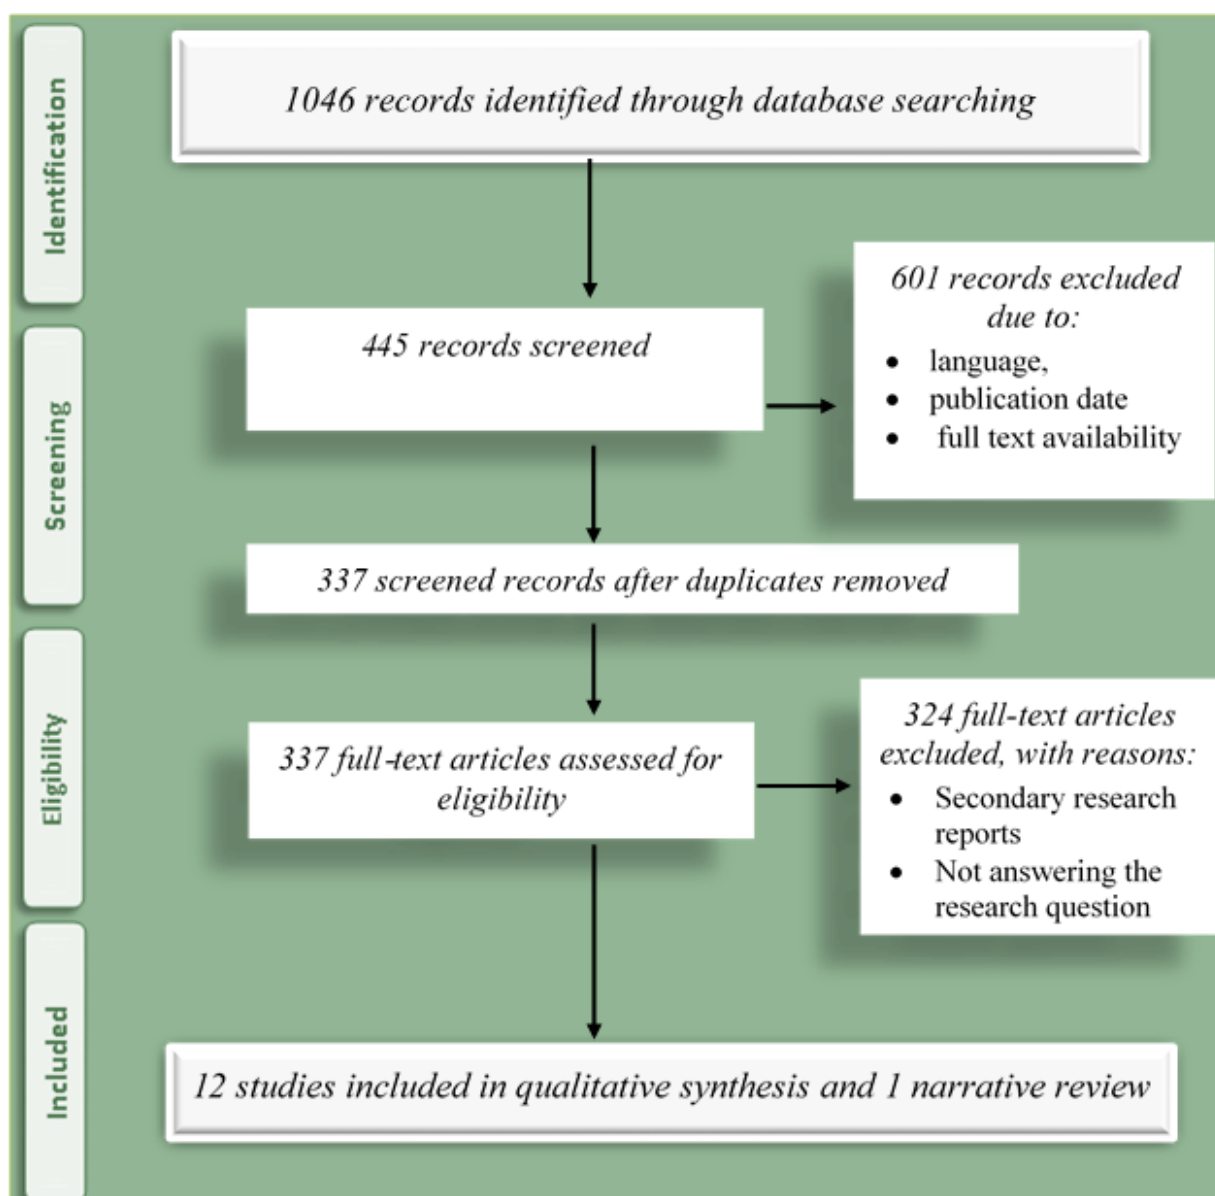 Identification
1046 records identified through database searching
601 records excluded
due to:
• language,
• publication date
• full text availability
Screening
445 records screened
337 screened records after duplicates removed
Eligibility
337 full-text articles assessed for
eligibility
324 full-text articles
excluded, with reasons:
• Secondary research
reports
• Not answering the
research question
Included
12 studies included in qualitative synthesis and 1 narrative review